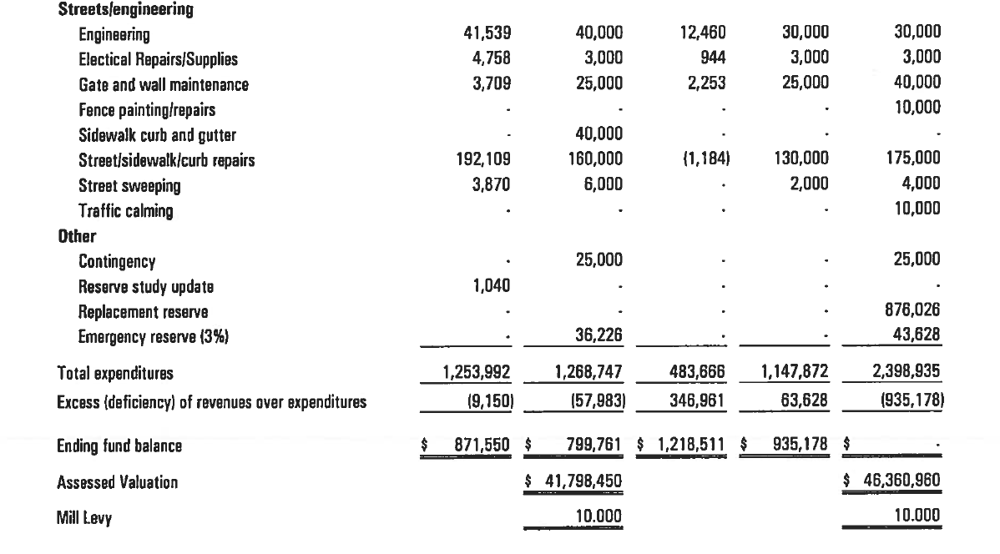 Streets/engineering
Engineering 41,539 40,000 12,460 30,000 30,000
Electical Repairs/Supplies 4,758 3,000 944 3,000 3,000
Gate and wall maintenance 3,709 25,000 2,253 25,000 40,000
Fence painting/repairs - - - - 10,000
Sidewalk curb and gutter - 40,000 - - -
Street/sidewalk/curb repairs 192,109 160,000 (1,184) 130,000 175,000
Street sweeping 3,870 6,000 - 2,000 4,000
Traffic calming - - - - 10,000
Other
Contingency - 25,000 - - 25,000
Reserve study update 1,040 - - - -
Replacement reserve - - - - 876,026
Emergency reserve (3%) - 36,226 - - 43,628
Total expenditures 1,253,992 1,268,747 483,666 1,147,872 2,398,935
Excess (deficiency) of revenues over expenditures (9,150) (57,983) 346,961 63,628 (935,178)
Ending fund balance $ 871,550 $ 799,761 $ 1,218,511 $ 935,178 $ -
Assessed Valuation $ 41,798,450 $ 46,360,960
Mill Levy 10.000 10.000